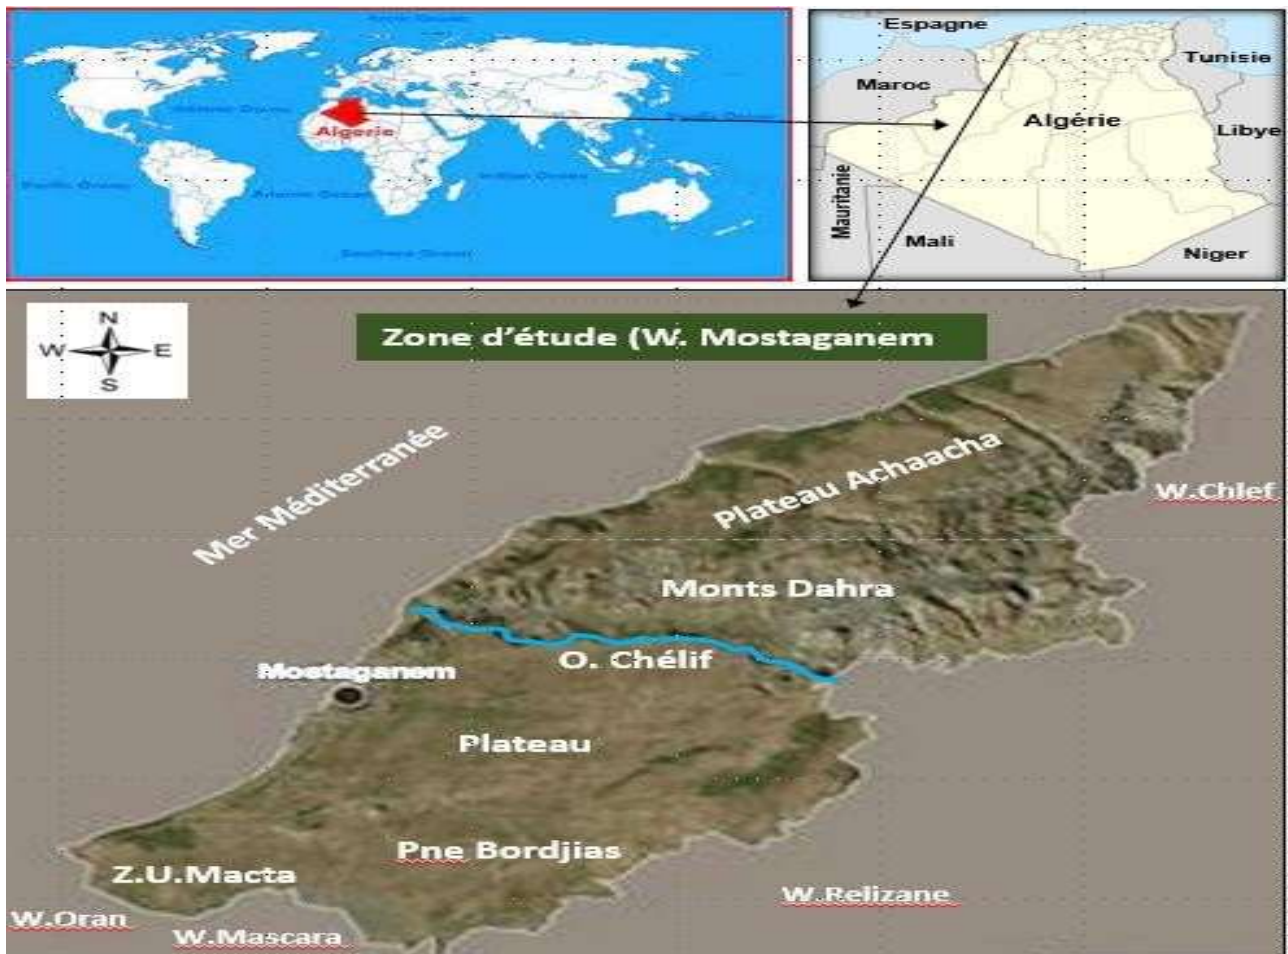 Algerie
Espagne
Tunisie
Maroc
Algérie
Libye
Mauritanie
Mali
Niger
N
W E
S
Zone d'étude (W. Mostaganem
Mer Méditerranée
Plateau Achaacha
W.Chlef
Monts Dahra
O. Chélif
Mostaganem
Plateau
Pne Bordjias
Z.U.Macta
W.Relizane
W.Oran
W.Mascara